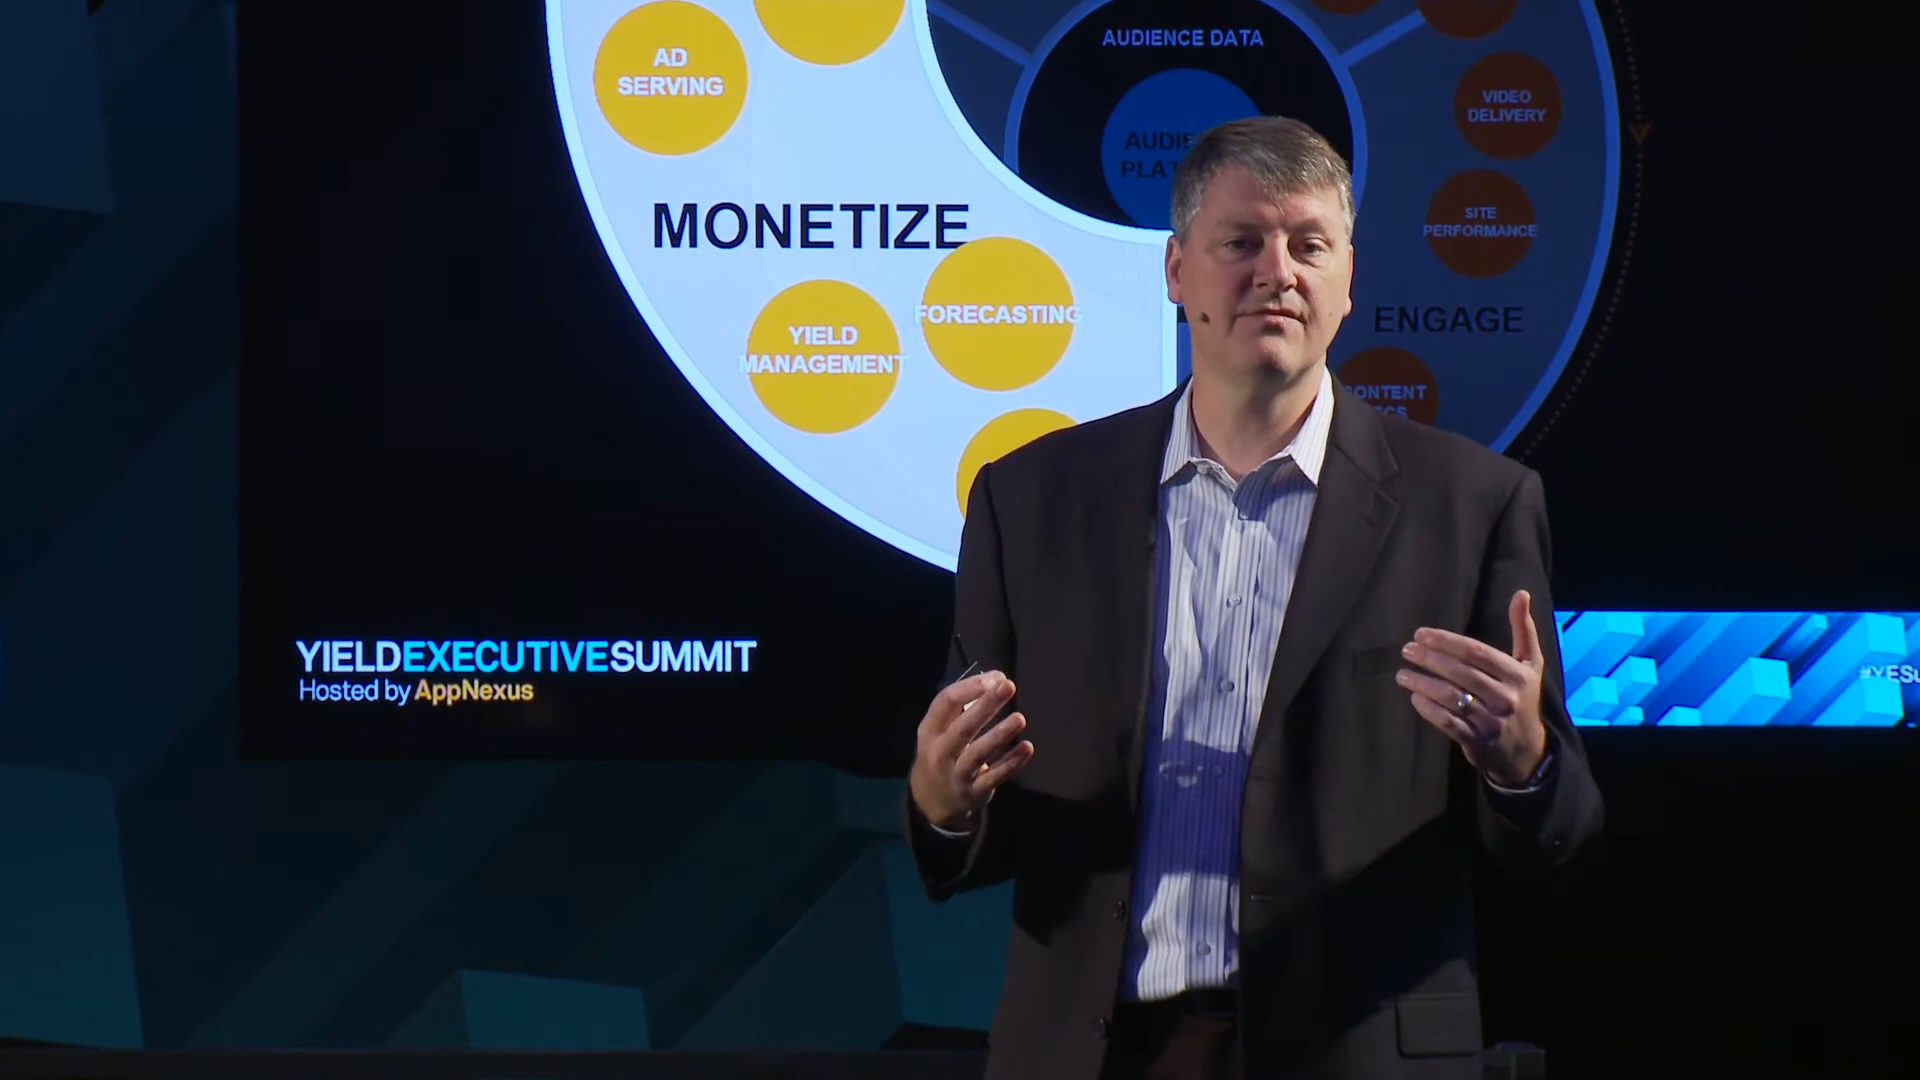 AUDIENCE DATA
AD
SERVING
VIDEO
DELIVERY
MONETIZE
SITE
PERFORMANCE
FORECASTING
YIELD
MANAGEMENT
ENGAGE
YIELDEXECUTIVESUMMIT
Hosted by AppNexus